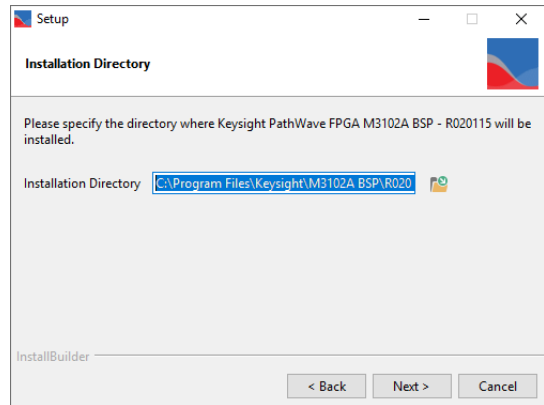 Setup
Installation Directory
Please specify the directory where Keysight PathWave FPGA M3102A BSP - R020115 will be
installed.
Installation Directory C:\Program Files\Keysight\M3102A BSP\R020
InstallBuilder
< Back Next > Cancel